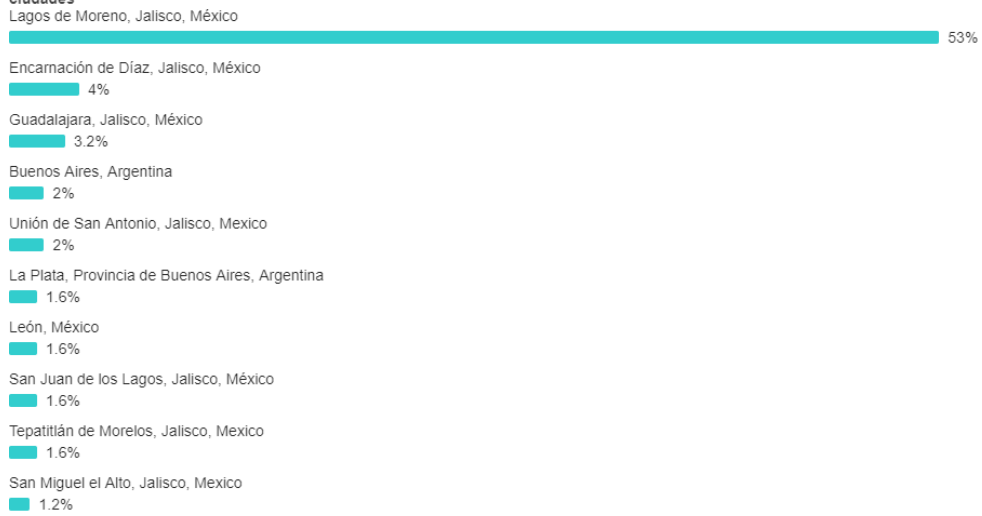 ciudades
Lagos de Moreno, Jalisco, México
53%
Encarnación de Díaz, Jalisco, México
4%
Guadalajara, Jalisco, México
3.2%
Buenos Aires, Argentina
2%
Unión de San Antonio, Jalisco, Mexico
2%
La Plata, Provincia de Buenos Aires, Argentina
1.6%
León, México
1.6%
San Juan de los Lagos, Jalisco, México
1.6%
Tepatitlán de Morelos, Jalisco, Mexico
1.6%
San Miguel el Alto, Jalisco, Mexico
1.2%